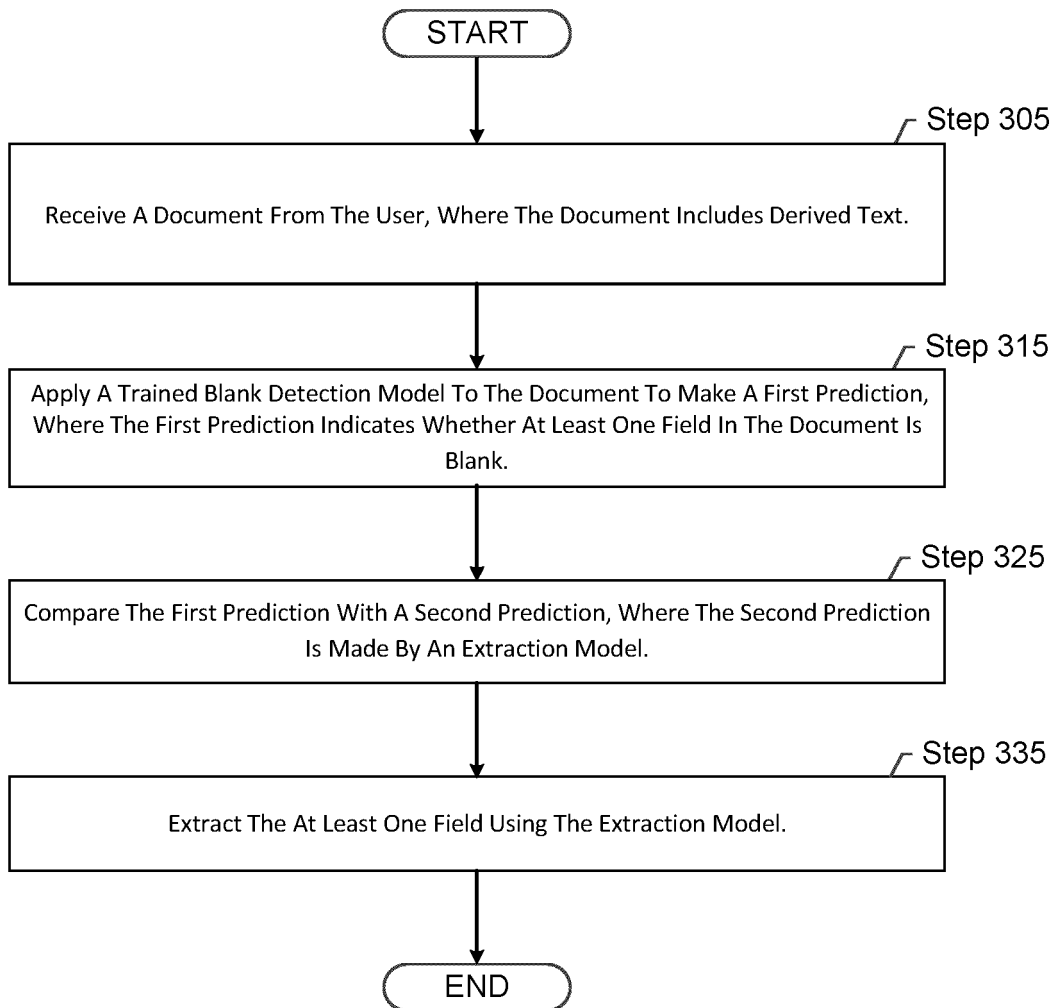 START
Step 305
Receive A Document From The User, Where The Document Includes Derived Text.
Step 315
Apply A Trained Blank Detection Model To The Document To Make A First Prediction,
Where The First Prediction Indicates Whether At Least One Field In The Document Is
Blank.
Step 325
Compare The First Prediction With A Second Prediction, Where The Second Prediction
Is Made By An Extraction Model.
Step 335
Extract The At Least One Field Using The Extraction Model.
END